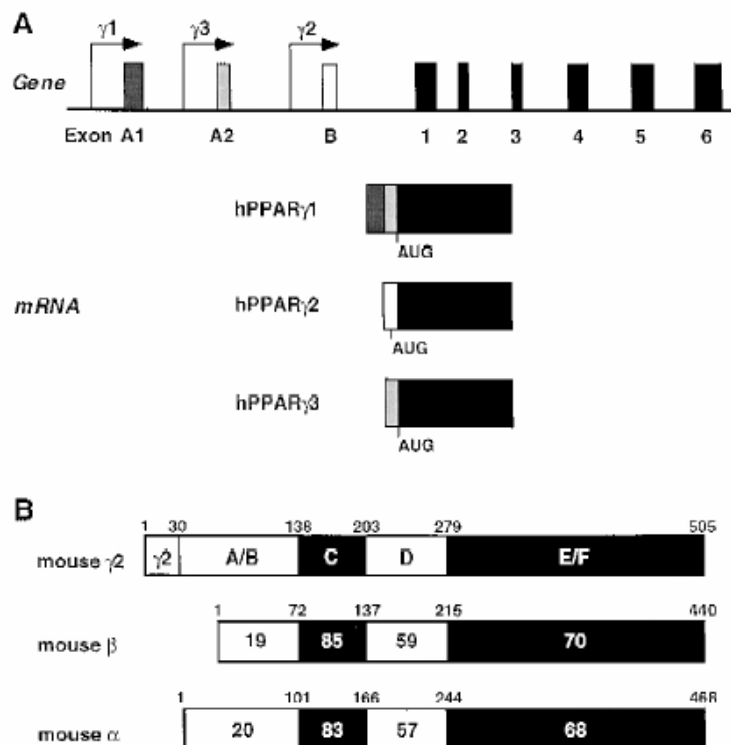 A
γ1 γ3 γ2
Gene
Exon A1 A2 B 1 2 3 4 5 6
hPPARγ1
AUG
mRNA hPPARγ2
AUG
hPPARγ3
AUG
B
1 30 138 203 279 505
mouse γ2 γ2 A/B C D E/F
1 72 137 215 440
mouse β 19 85 59 70
1 101 166 244 468
mouse α 20 83 57 68